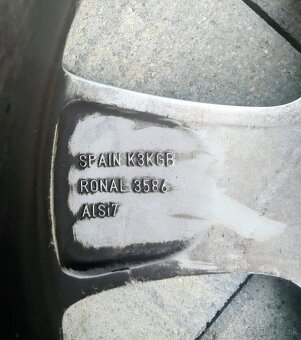 SPAIN K3KGB
RONAL 3586
AlSi7